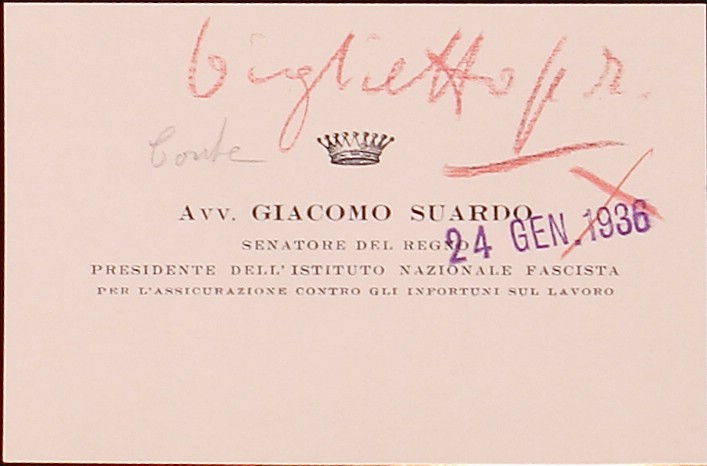 biglietto p. r.
Conte
AVV. GIACOMO SUARDO
SENATORE DEL REGNO
24 GEN. 1936
PRESIDENTE DELL'ISTITUTO NAZIONALE FASCISTA
PER L'ASSICURAZIONE CONTRO GLI INFORTUNI SUL LAVORO